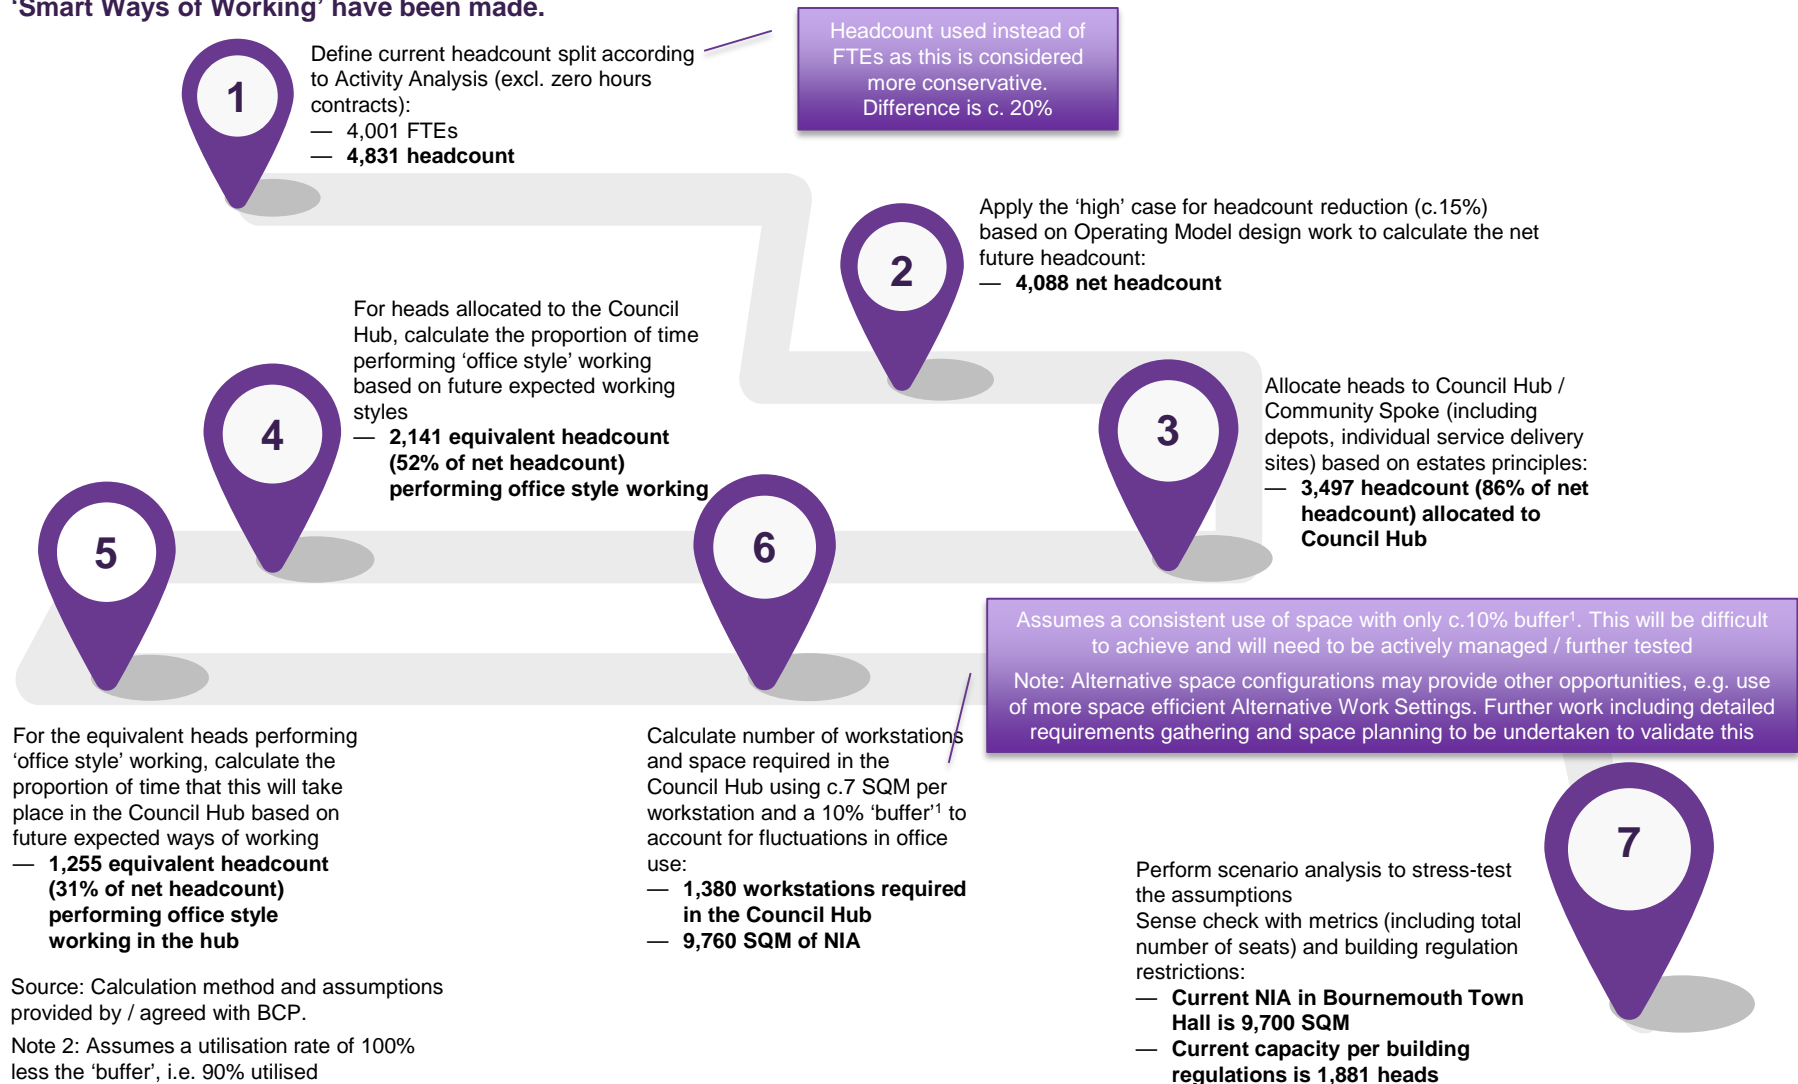 ‘Smart Ways of Working’ have been made.
1
Define current headcount split according
to Activity Analysis (excl. zero hours
contracts):
— 4,001 FTEs
— 4,831 headcount
Headcount used instead of
FTEs as this is considered
more conservative.
Difference is c. 20%
2
Apply the ‘high’ case for headcount reduction (c.15%)
based on Operating Model design work to calculate the net
future headcount:
— 4,088 net headcount
3
Allocate heads to Council Hub /
Community Spoke (including
depots, individual service delivery
sites) based on estates principles:
— 3,497 headcount (86% of net
headcount) allocated to
Council Hub
4
For heads allocated to the Council
Hub, calculate the proportion of time
performing ‘office style’ working
based on future expected working
styles
— 2,141 equivalent headcount
(52% of net headcount)
performing office style working
5
For the equivalent heads performing
‘office style’ working, calculate the
proportion of time that this will take
place in the Council Hub based on
future expected ways of working
— 1,255 equivalent headcount
(31% of net headcount)
performing office style
working in the hub
6
Calculate number of workstations
and space required in the
Council Hub using c.7 SQM per
workstation and a 10% ‘buffer’¹ to
account for fluctuations in office
use:
— 1,380 workstations required
in the Council Hub
— 9,760 SQM of NIA
Assumes a consistent use of space with only c.10% buffer¹. This will be difficult
to achieve and will need to be actively managed / further tested
Note: Alternative space configurations may provide other opportunities, e.g. use
of more space efficient Alternative Work Settings. Further work including detailed
requirements gathering and space planning to be undertaken to validate this
7
Perform scenario analysis to stress-test
the assumptions
Sense check with metrics (including total
number of seats) and building regulation
restrictions:
— Current NIA in Bournemouth Town
Hall is 9,700 SQM
— Current capacity per building
regulations is 1,881 heads
Source: Calculation method and assumptions
provided by / agreed with BCP.
Note 2: Assumes a utilisation rate of 100%
less the ‘buffer’, i.e. 90% utilised